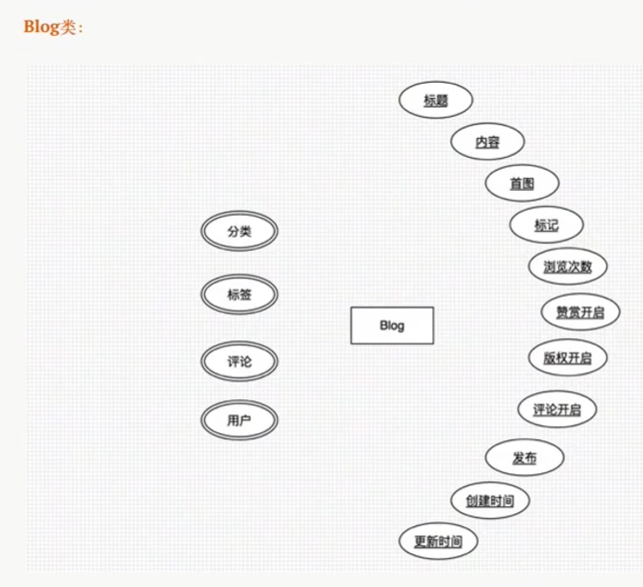 Blog类:
标题
内容
首图
标记
浏览次数
赞赏开启
版权开启
评论开启
发布
创建时间
更新时间
分类
标签
评论
用户
Blog